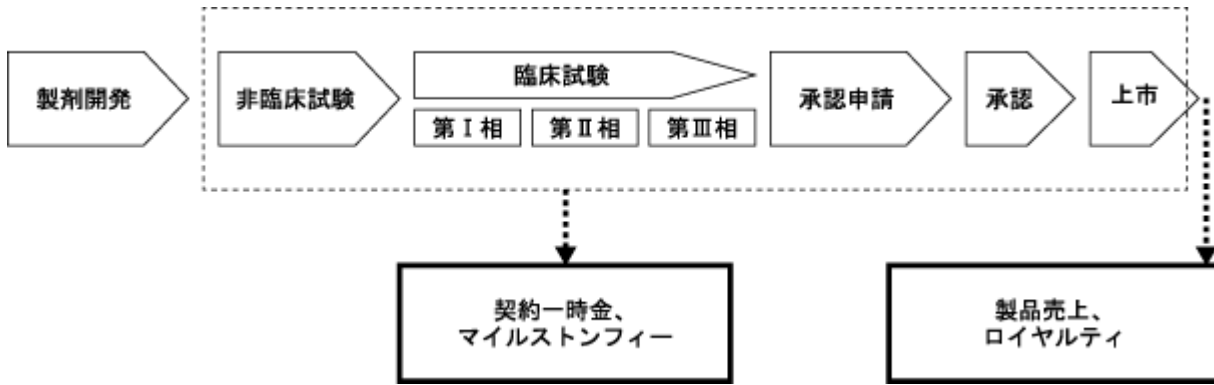 製剤開発
非臨床試験
臨床試験
第Ⅰ相
第Ⅱ相
第Ⅲ相
承認申請
承認
上市
契約一時金、
マイルストンフィー
製品売上、
ロイヤルティ